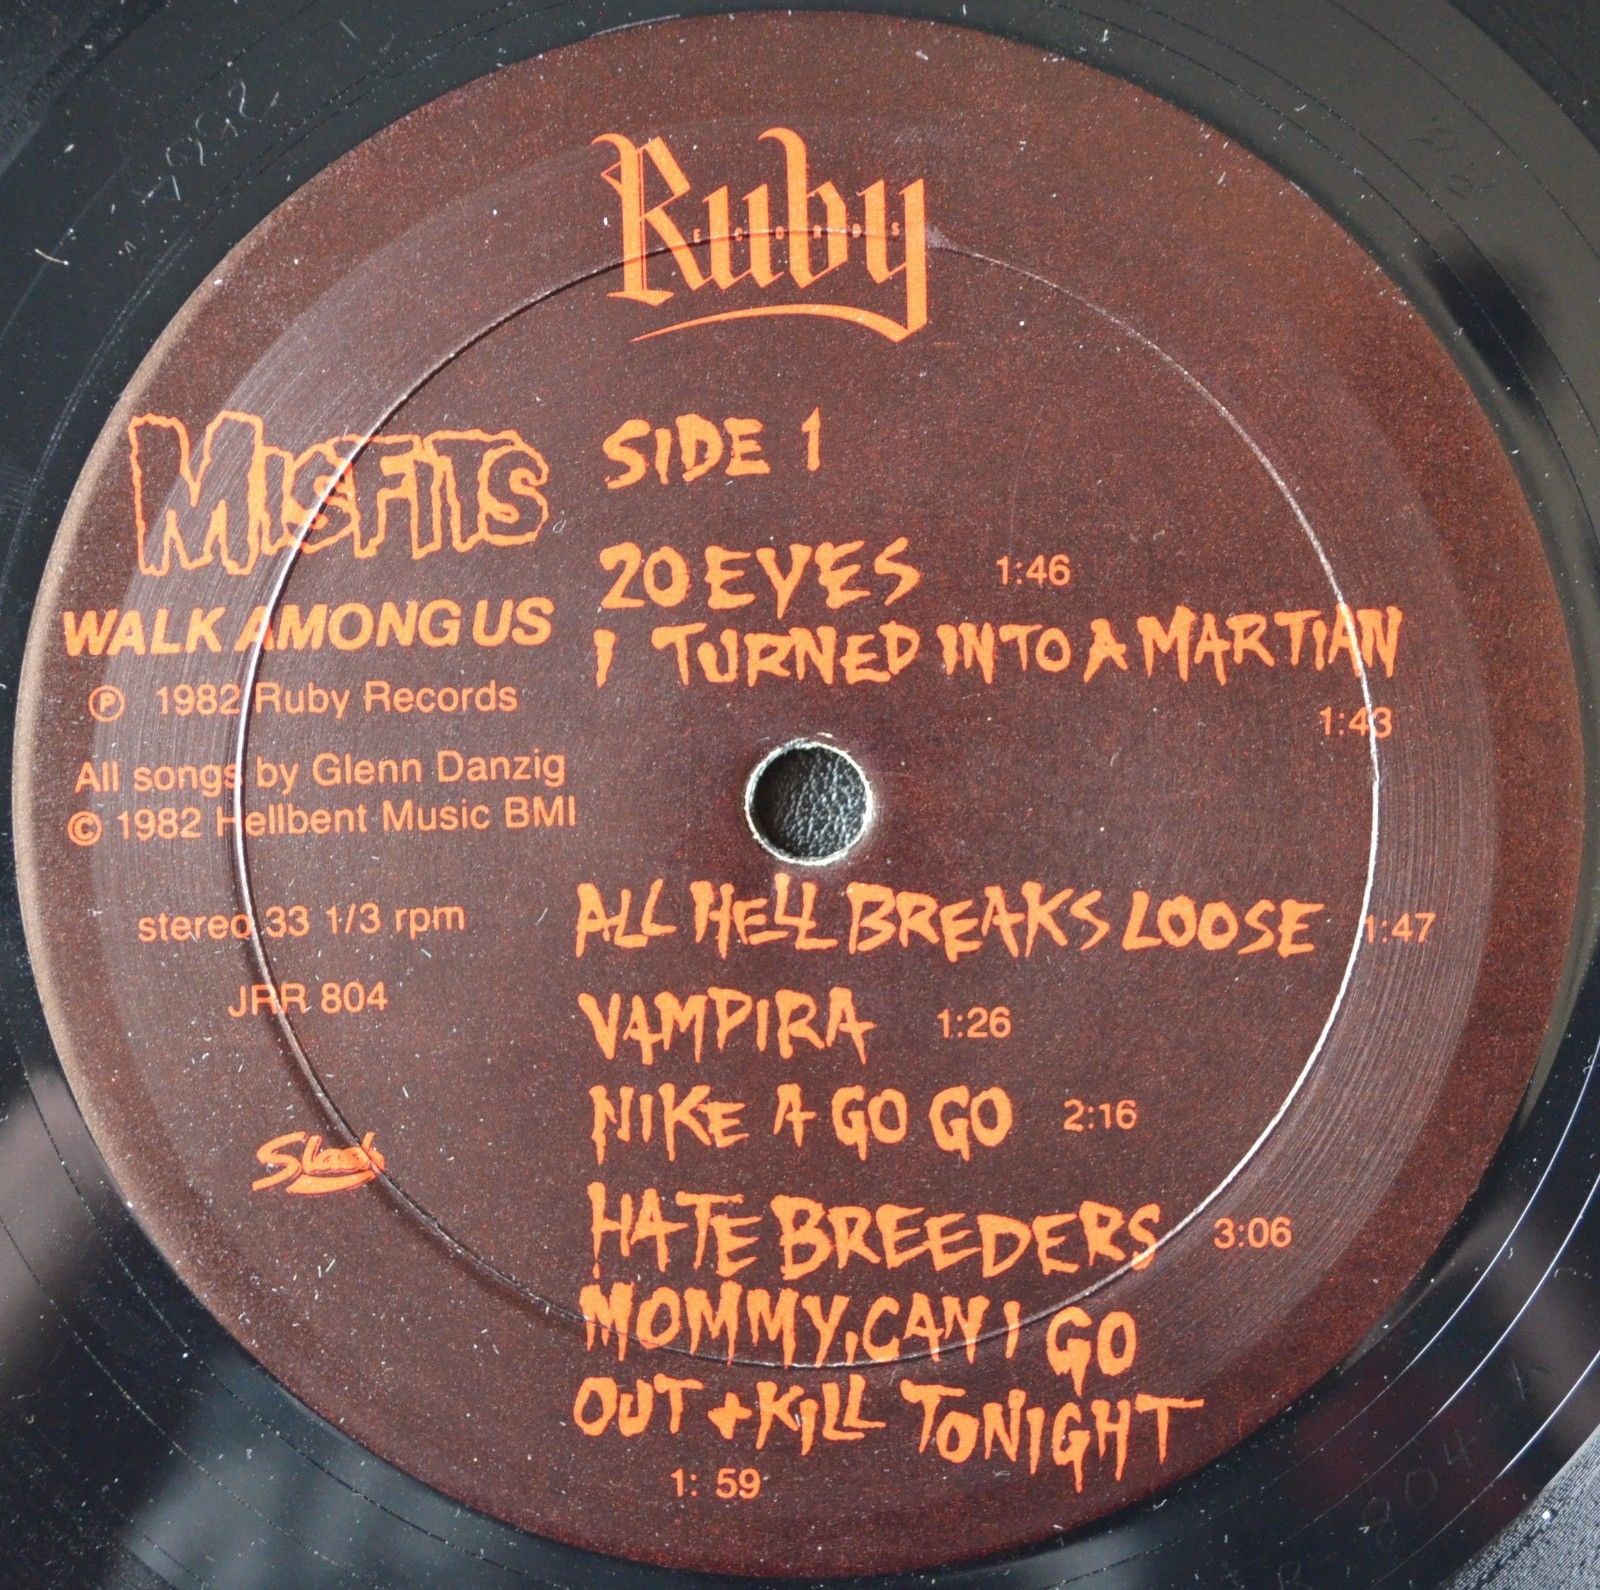 Ruby
RECORDS
MISFITS
WALK AMONG US
℗ 1982 Ruby Records
All songs by Glenn Danzig
© 1982 Hellbent Music BMI
stereo 33 1/3 rpm
JRR 804
Slash
SIDE 1
20 EYES 1:46
I TURNED INTO A MARTIAN
1:43
ALL HELL BREAKS LOOSE 1:47
VAMPIRA 1:26
NIKE A GO GO 2:16
HATE BREEDERS 3:06
MOMMY, CAN I GO
OUT + KILL TONIGHT
1: 59